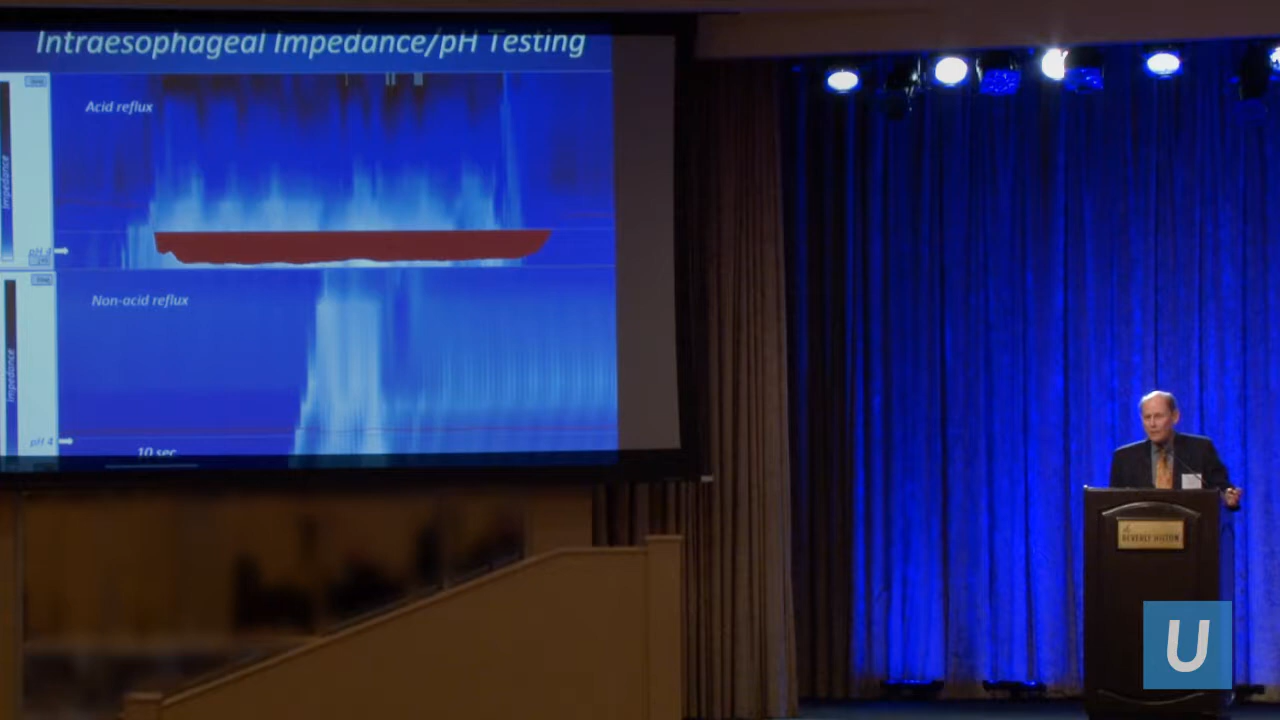 Intraesophageal Impedance/pH Testing
Acid reflux
Impedance
pH 4
Non-acid reflux
Impedance
pH 4
10 sec
BEVERLY HILTON
U